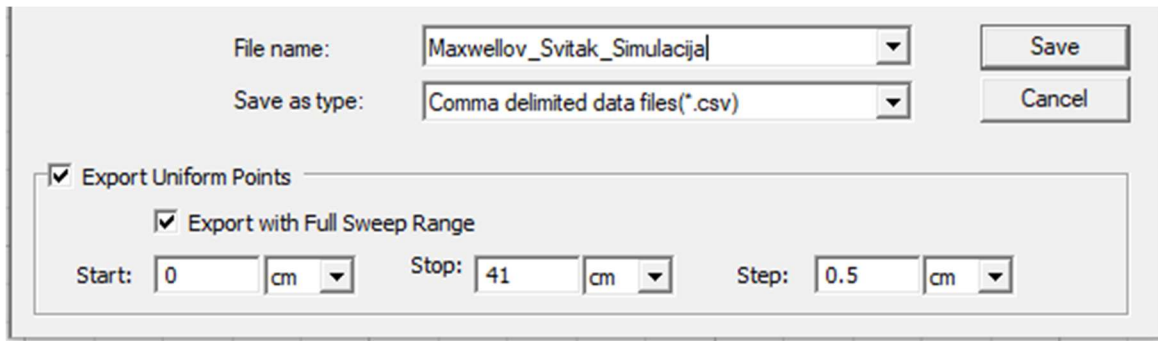 File name: Maxwellov_Svitak_Simulacija Save
Save as type: Comma delimited data files(*.csv) Cancel
Export Uniform Points
Export with Full Sweep Range
Start: 0 cm Stop: 41 cm Step: 0.5 cm